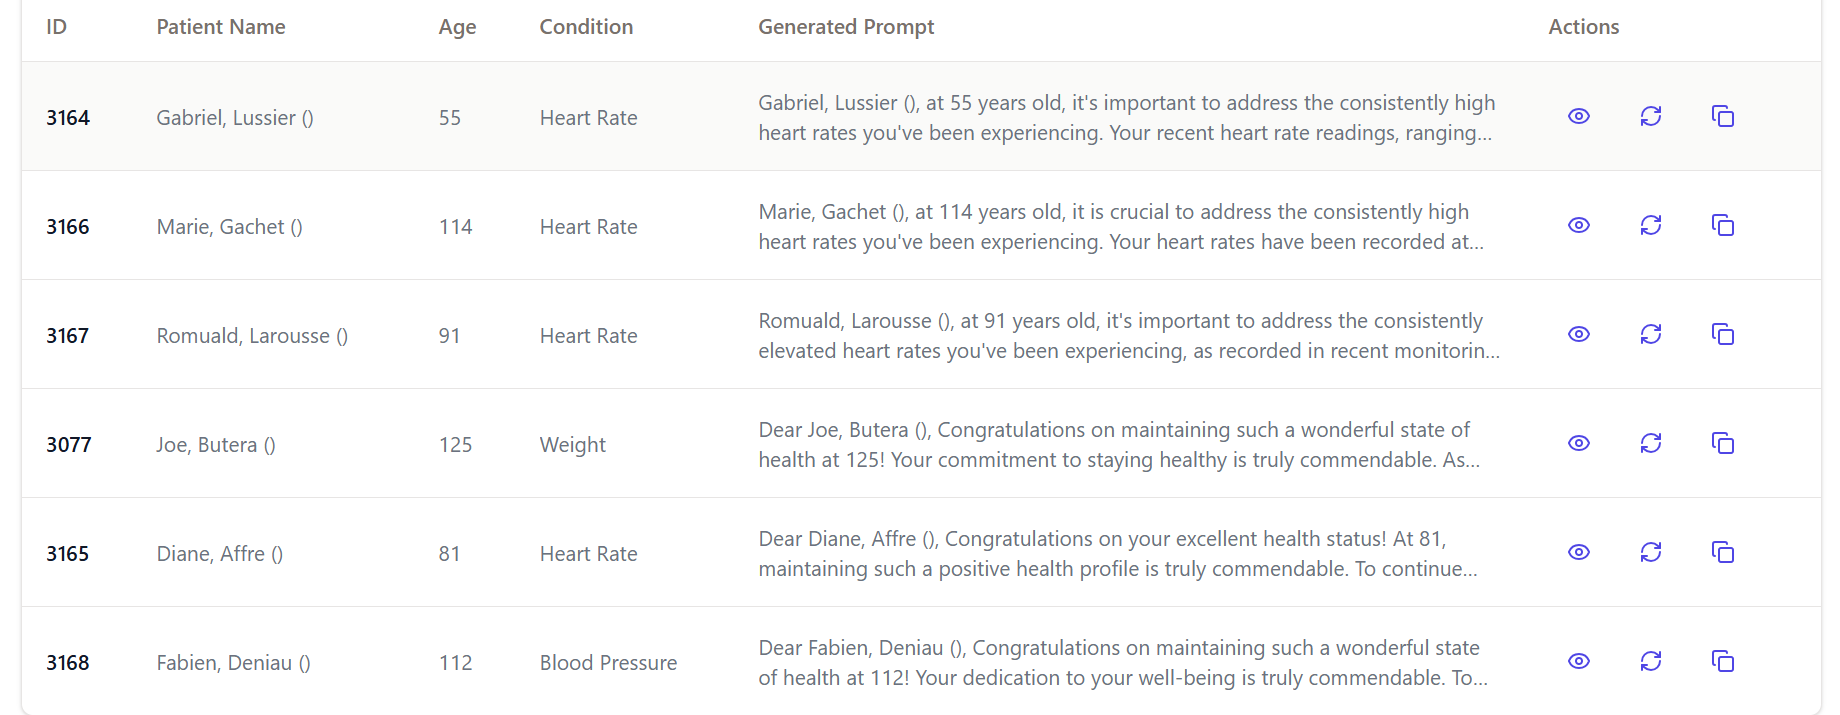 ID Patient Name Age Condition Generated Prompt Actions
3164 Gabriel, Lussier () 55 Heart Rate Gabriel, Lussier (), at 55 years old, it's important to address the consistently high
heart rates you've been experiencing. Your recent heart rate readings, ranging...
3166 Marie, Gachet () 114 Heart Rate Marie, Gachet (), at 114 years old, it is crucial to address the consistently high
heart rates you've been experiencing. Your heart rates have been recorded at...
3167 Romuald, Larousse () 91 Heart Rate Romuald, Larousse (), at 91 years old, it's important to address the consistently
elevated heart rates you've been experiencing, as recorded in recent monitorin...
3077 Joe, Butera () 125 Weight Dear Joe, Butera (), Congratulations on maintaining such a wonderful state of
health at 125! Your commitment to staying healthy is truly commendable. As...
3165 Diane, Affre () 81 Heart Rate Dear Diane, Affre (), Congratulations on your excellent health status! At 81,
maintaining such a positive health profile is truly commendable. To continue...
3168 Fabien, Deniau () 112 Blood Pressure Dear Fabien, Deniau (), Congratulations on maintaining such a wonderful state
of health at 112! Your dedication to your well-being is truly commendable. To...